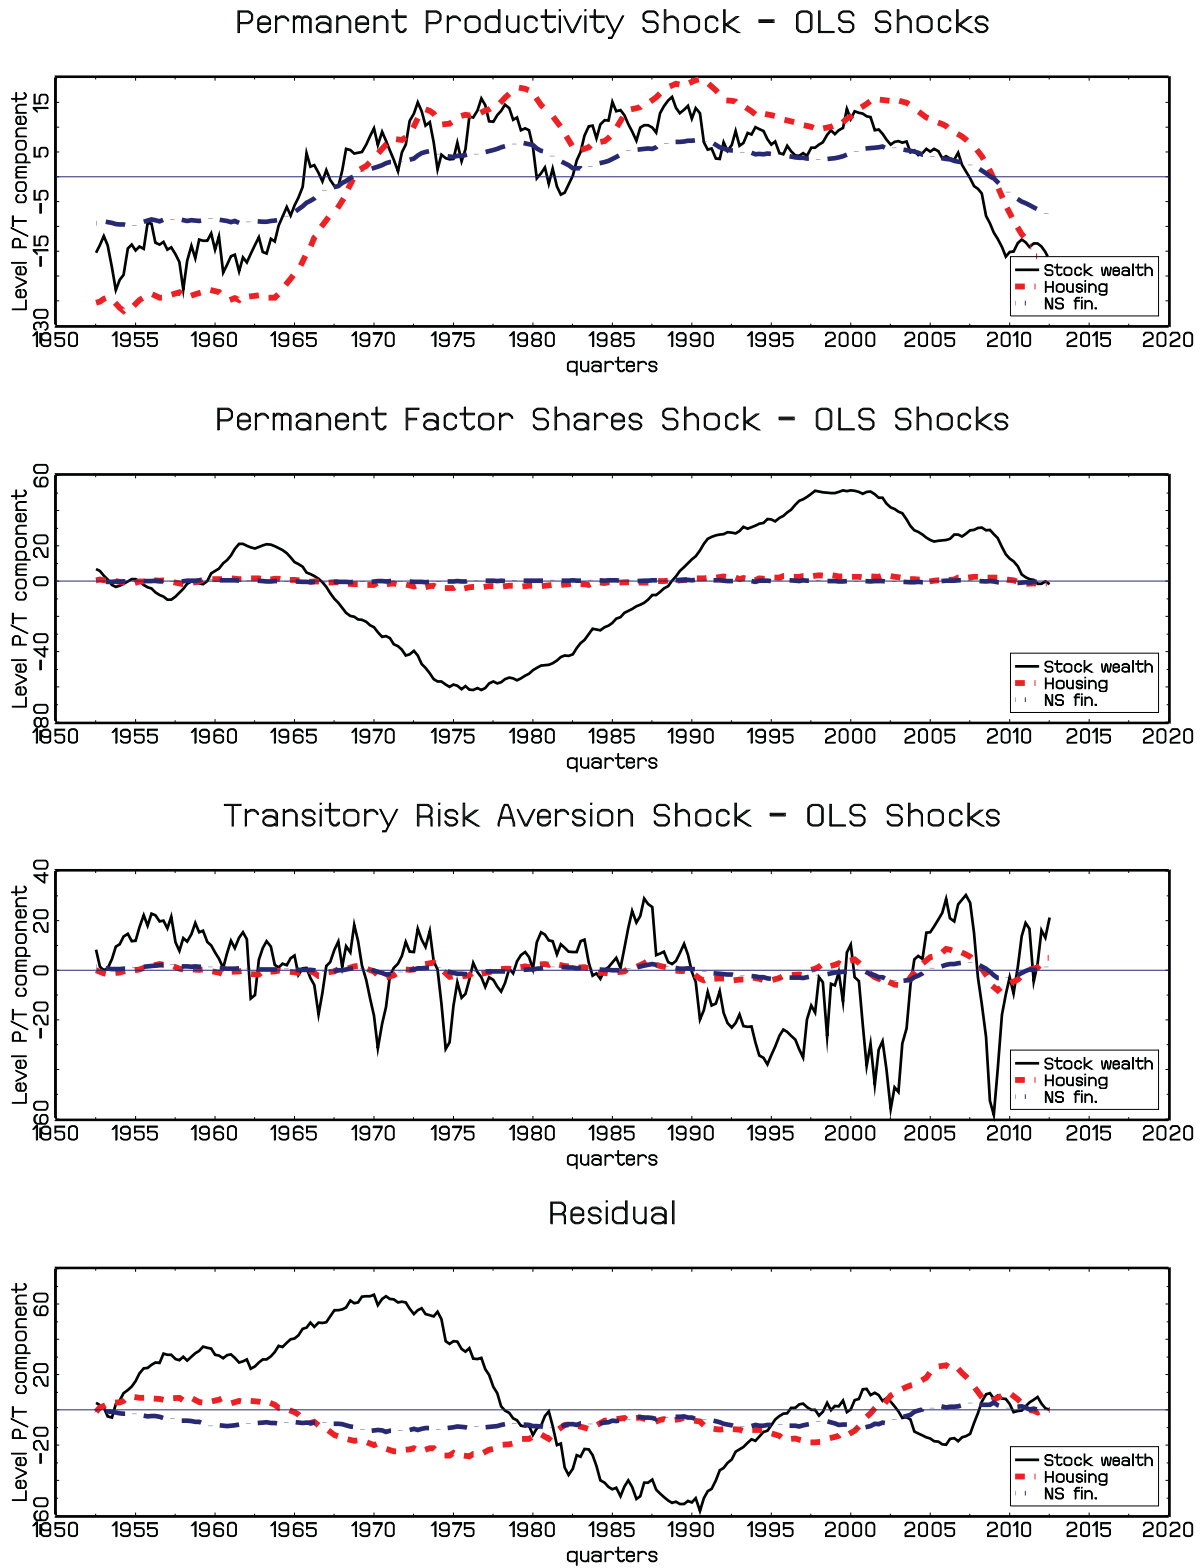 Permanent Productivity Shock – OLS Shocks
Level P/T component
15
5
-5
-15
-30
1950 1955 1960 1965 1970 1975 1980 1985 1990 1995 2000 2005 2010 2015 2020
quarters
Stock wealth
Housing
NS fin.
Permanent Factor Shares Shock – OLS Shocks
Level P/T component
60
20
0
-40
-80
1950 1955 1960 1965 1970 1975 1980 1985 1990 1995 2000 2005 2010 2015 2020
quarters
Stock wealth
Housing
NS fin.
Transitory Risk Aversion Shock – OLS Shocks
Level P/T component
40
20
0
-20
-60
1950 1955 1960 1965 1970 1975 1980 1985 1990 1995 2000 2005 2010 2015 2020
quarters
Stock wealth
Housing
NS fin.
Residual
Level P/T component
60
20
-20
-60
1950 1955 1960 1965 1970 1975 1980 1985 1990 1995 2000 2005 2010 2015 2020
quarters
Stock wealth
Housing
NS fin.